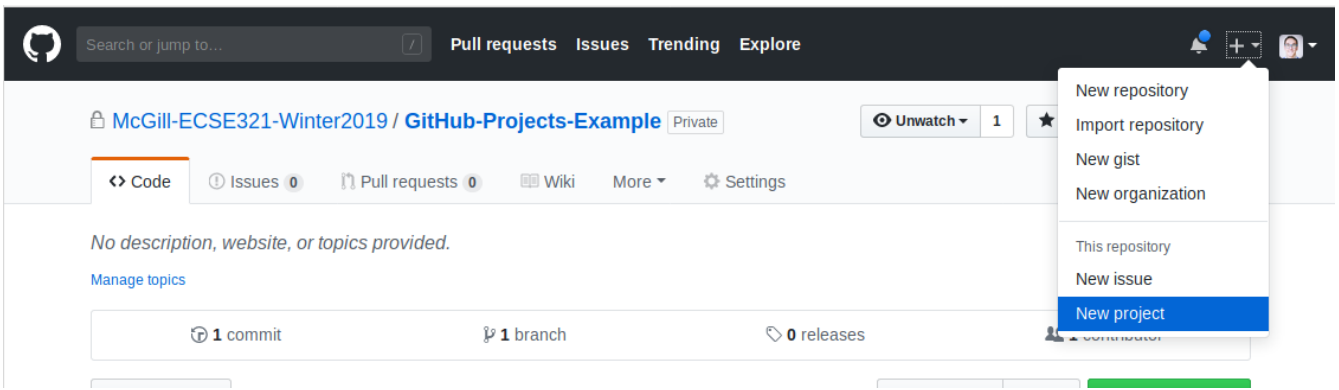 Search or jump to... / Pull requests Issues Trending Explore
New repository
Import repository
New gist
New organization
This repository
New issue
New project
McGill-ECSE321-Winter2019 / GitHub-Projects-Example Private Unwatch 1
Code Issues 0 Pull requests 0 Wiki More Settings
No description, website, or topics provided.
Manage topics
1 commit 1 branch 0 releases